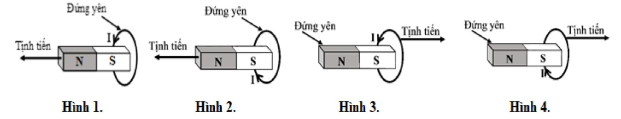 Đứng yên
I
Tịnh tiến
N S
Hình 1.
Đứng yên
Tịnh tiến
N S
I
Hình 2.
Đứng yên
I
Tịnh tiến
N S
Hình 3.
Đứng yên
Tịnh tiến
N S
I
Hình 4.